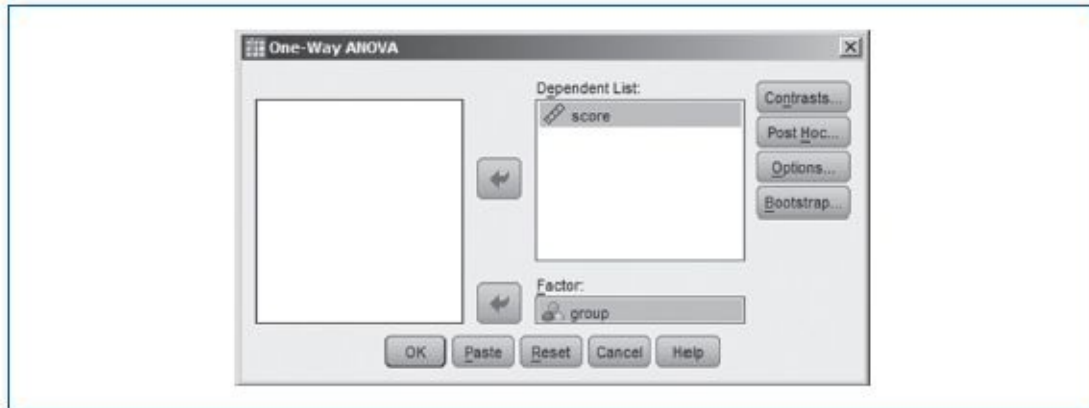 One-Way ANOVA
Dependent List:
score
Contrasts...
Post Hoc...
Options...
Bootstrap...
Factor:
group
OK Paste Reset Cancel Help